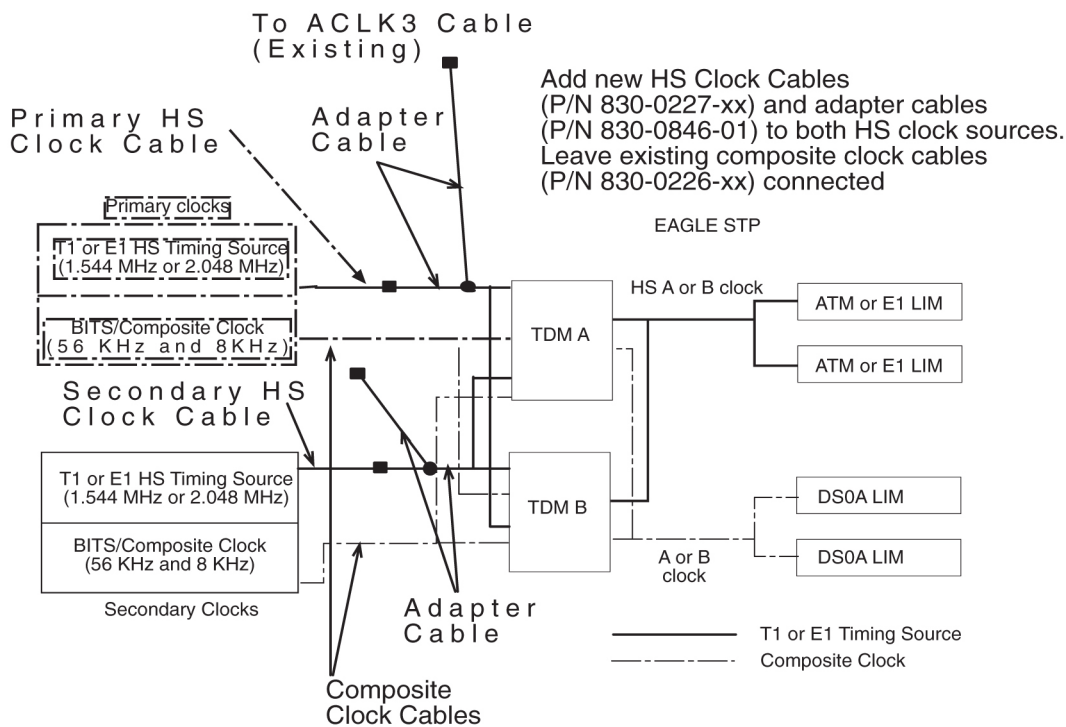 To ACLK3 Cable
(Existing)
Add new HS Clock Cables
(P/N 830-0227-xx) and adapter cables
(P/N 830-0846-01) to both HS clock sources.
Leave existing composite clock cables
(P/N 830-0226-xx) connected
Primary HS
Clock Cable
Adapter
Cable
Primary clocks
EAGLE STP
T1 or E1 HS Timing Source
(1.544 MHz or 2.048 MHz)
HS A or B clock
ATM or E1 LIM
BITS/Composite Clock
(56 KHz and 8KHz)
TDM A
ATM or E1 LIM
Secondary HS
Clock Cable
T1 or E1 HS Timing Source
(1.544 MHz or 2.048 MHz)
TDM B
DS0A LIM
BITS/Composite Clock
(56 KHz and 8 KHz)
A or B
clock
DS0A LIM
Secondary Clocks
Adapter
Cable
T1 or E1 Timing Source
Composite Clock
Composite
Clock Cables